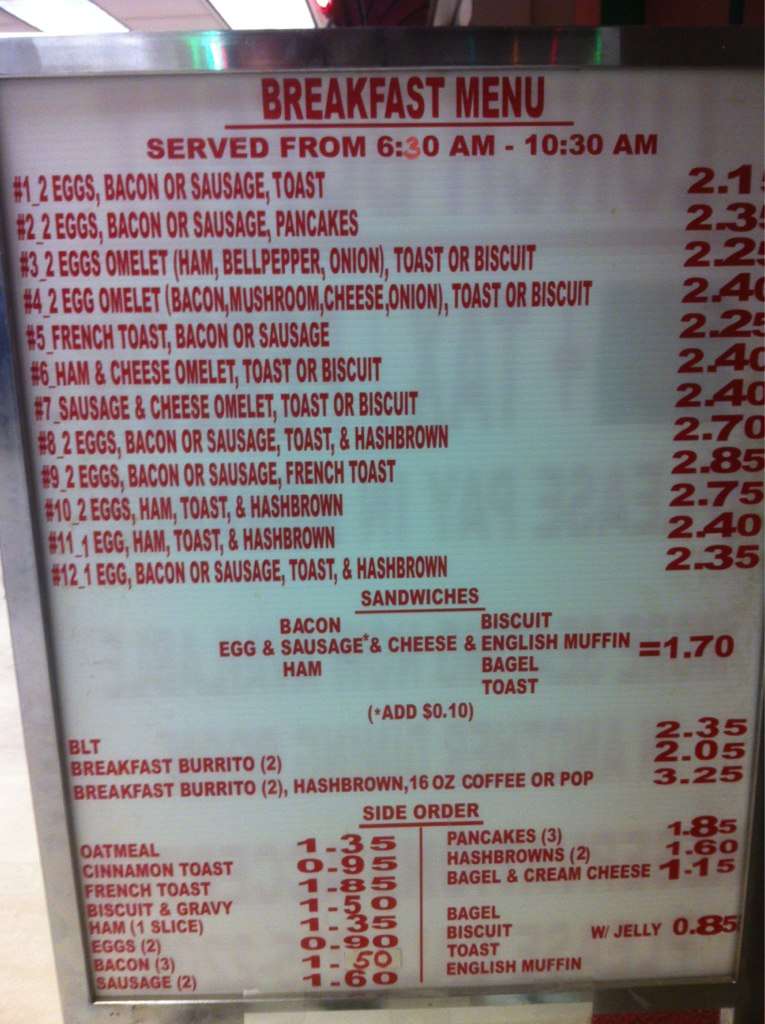 BREAKFAST MENU
SERVED FROM 6:30 AM - 10:30 AM
#1_2 EGGS, BACON OR SAUSAGE, TOAST 2.1
#2_2 EGGS, BACON OR SAUSAGE, PANCAKES 2.35
#3_2 EGGS OMELET (HAM, BELLPEPPER, ONION), TOAST OR BISCUIT 2.25
#4_2 EGG OMELET (BACON,MUSHROOM,CHEESE,ONION), TOAST OR BISCUIT 2.40
#5_FRENCH TOAST, BACON OR SAUSAGE 2.25
#6_HAM & CHEESE OMELET, TOAST OR BISCUIT 2.40
#7_SAUSAGE & CHEESE OMELET, TOAST OR BISCUIT 2.40
#8_2 EGGS, BACON OR SAUSAGE, TOAST, & HASHBROWN 2.70
#9_2 EGGS, BACON OR SAUSAGE, FRENCH TOAST 2.85
#10_2 EGGS, HAM, TOAST, & HASHBROWN 2.75
#11_1 EGG, HAM, TOAST, & HASHBROWN 2.40
#12_1 EGG, BACON OR SAUSAGE, TOAST, & HASHBROWN 2.35
SANDWICHES
BACON BISCUIT
EGG & SAUSAGE* & CHEESE & ENGLISH MUFFIN =1.70
HAM BAGEL
TOAST
(*ADD $0.10)
BLT 2.35
BREAKFAST BURRITO (2) 2.05
BREAKFAST BURRITO (2), HASHBROWN,16 OZ COFFEE OR POP 3.25
SIDE ORDER
OATMEAL 1.35
CINNAMON TOAST 0.95
FRENCH TOAST 1.85
BISCUIT & GRAVY 1.50
HAM (1 SLICE) 1.35
EGGS (2) 0.90
BACON (3) 1.50
SAUSAGE (2) 1.60
PANCAKES (3) 1.85
HASHBROWNS (2) 1.60
BAGEL & CREAM CHEESE 1.15
BAGEL
BISCUIT W/ JELLY 0.85
TOAST
ENGLISH MUFFIN